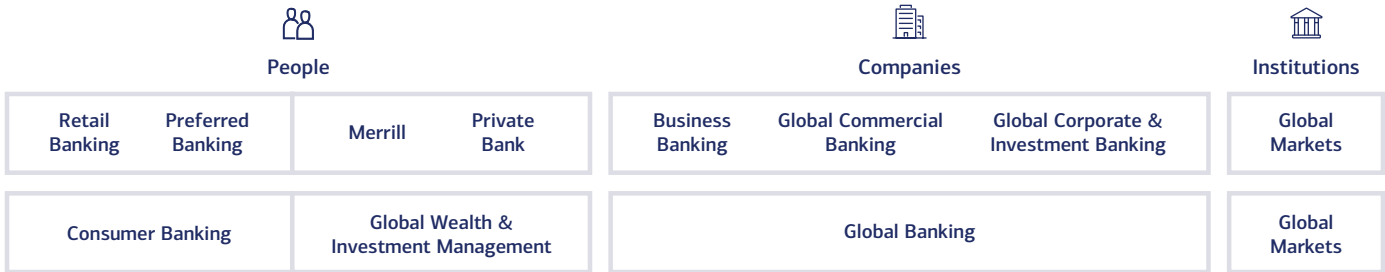 People
Companies
Institutions
Retail
Banking
Preferred
Banking
Merrill
Private
Bank
Business
Banking
Global Commercial
Banking
Global Corporate &
Investment Banking
Global
Markets
Consumer Banking
Global Wealth &
Investment Management
Global Banking
Global
Markets